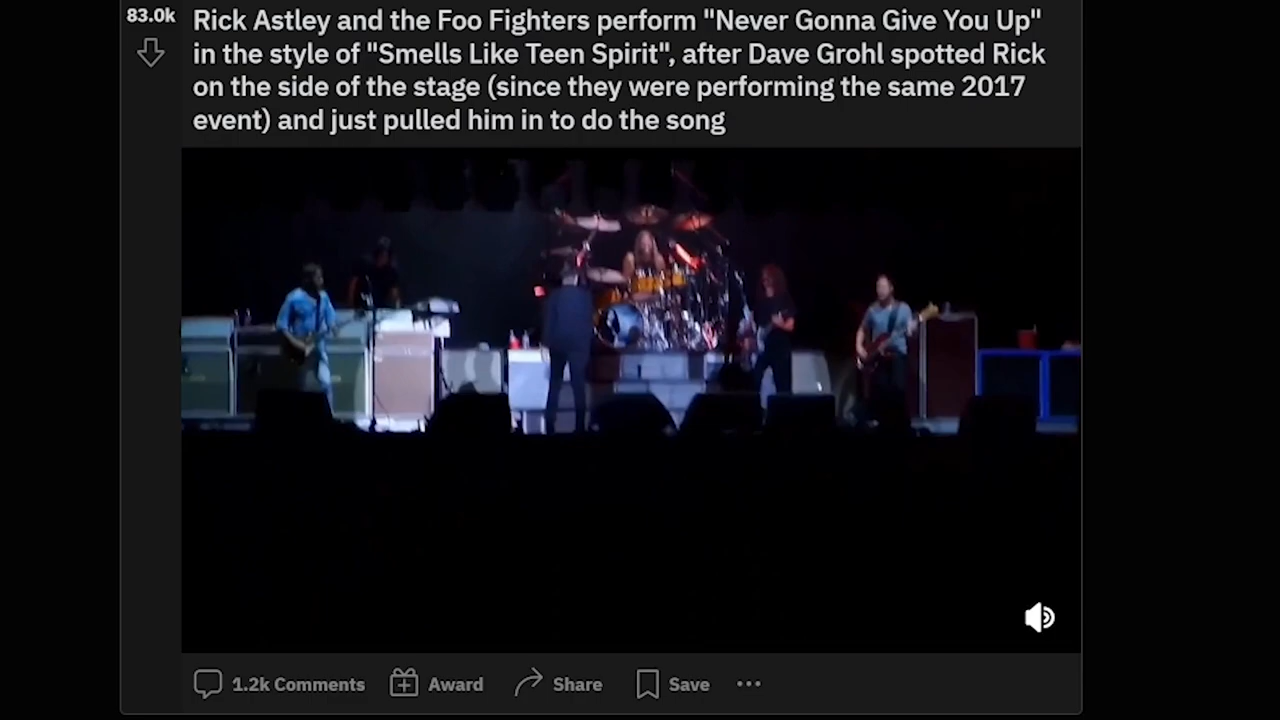 83.0k
Rick Astley and the Foo Fighters perform "Never Gonna Give You Up"
in the style of "Smells Like Teen Spirit", after Dave Grohl spotted Rick
on the side of the stage (since they were performing the same 2017
event) and just pulled him in to do the song
1.2k Comments Award Share Save